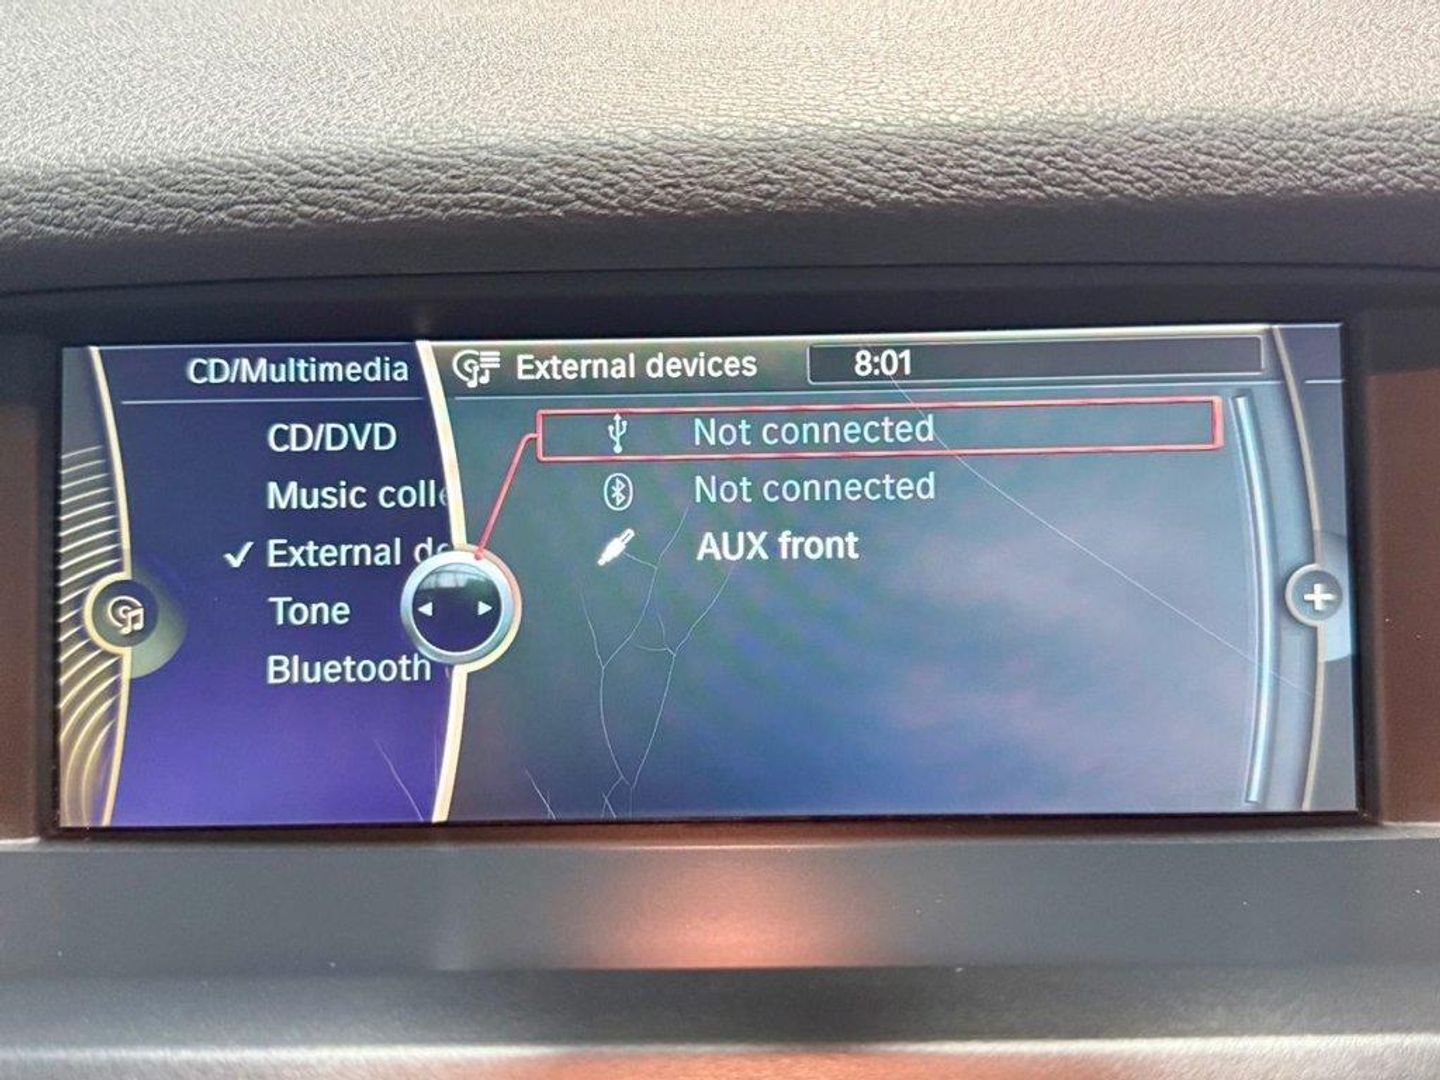 CD/Multimedia
CD/DVD
Music coll
External de
Tone
Bluetooth
External devices 8:01
Not connected
Not connected
AUX front